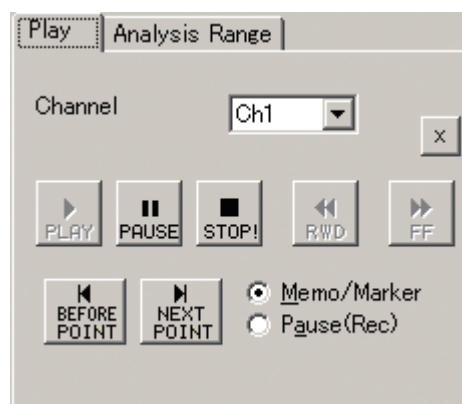 Play Analysis Range
Channel Ch1
x
PLAY PAUSE STOP! RWD FF
BEFORE POINT NEXT POINT
Memo/Marker
Pause(Rec)